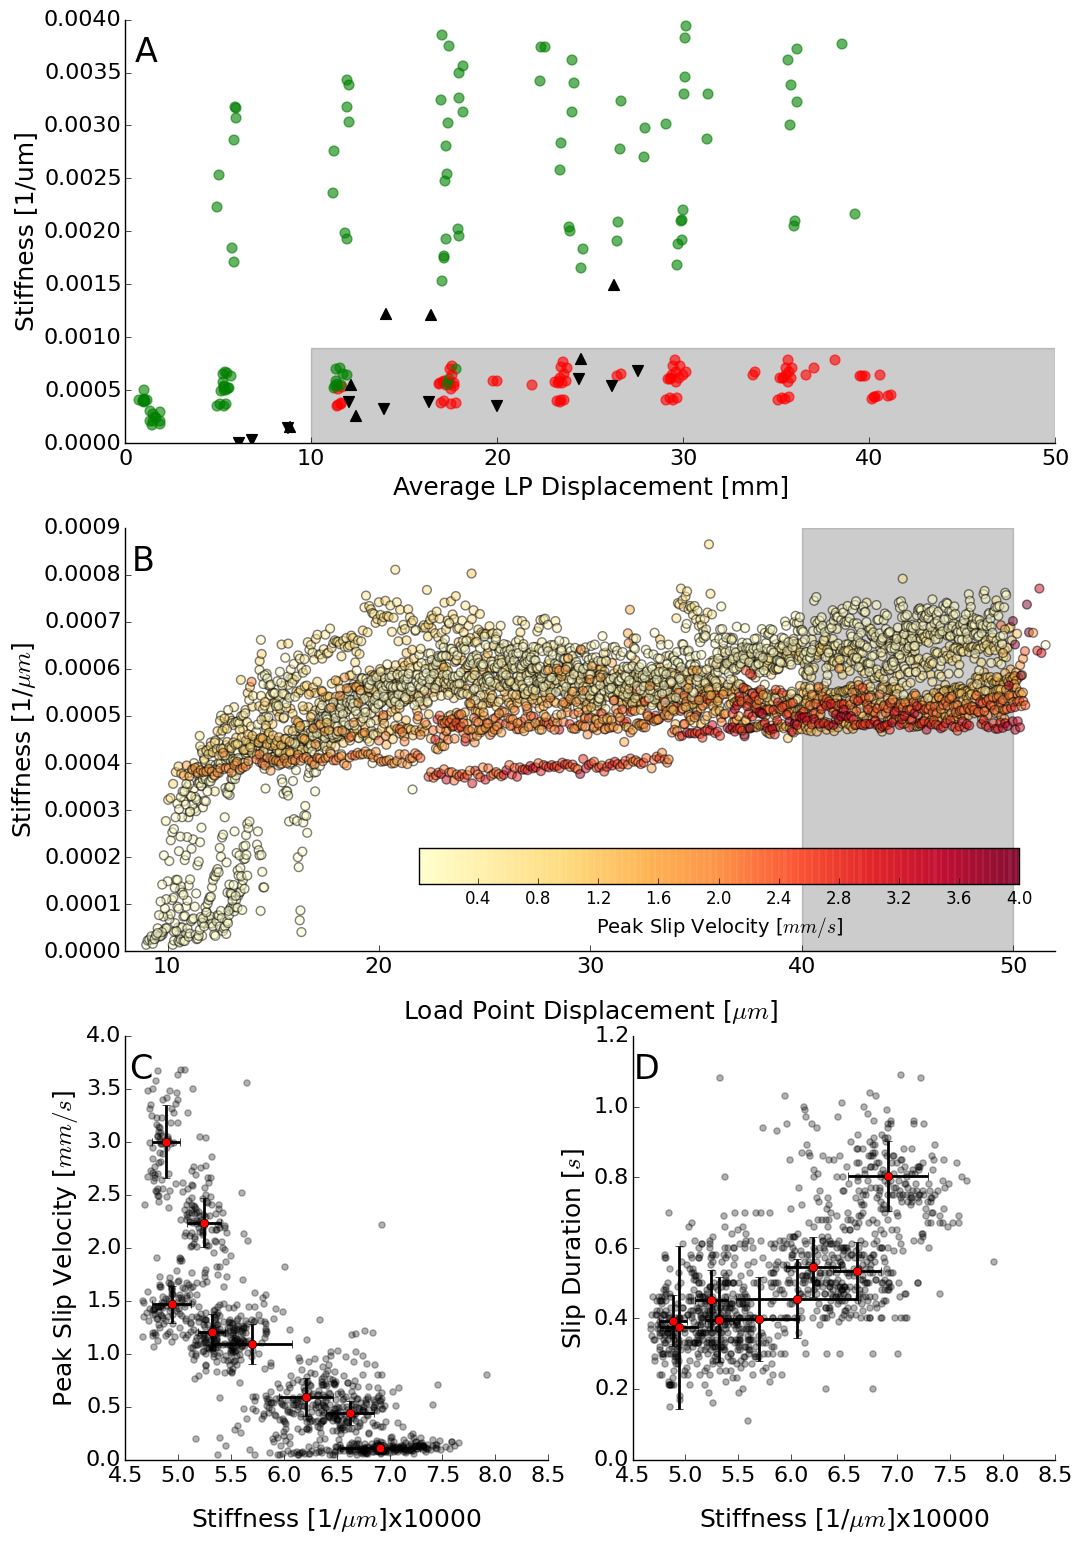 A
0.0040
0.0035
0.0030
0.0025
0.0020
0.0015
0.0010
0.0005
0.0000
Stiffness [1/um]
0 10 20 30 40 50
Average LP Displacement [mm]
B
0.0009
0.0008
0.0007
0.0006
0.0005
0.0004
0.0003
0.0002
0.0001
0.0000
Stiffness [1/μm]
0.4 0.8 1.2 1.6 2.0 2.4 2.8 3.2 3.6 4.0
Peak Slip Velocity [mm/s]
10 20 30 40 50
Load Point Displacement [μm]
C
4.0
3.5
3.0
2.5
2.0
1.5
1.0
0.5
0.0
Peak Slip Velocity [mm/s]
4.5 5.0 5.5 6.0 6.5 7.0 7.5 8.0 8.5
Stiffness [1/μm]x10000
D
1.2
1.0
0.8
0.6
0.4
0.2
0.0
Slip Duration [s]
4.5 5.0 5.5 6.0 6.5 7.0 7.5 8.0 8.5
Stiffness [1/μm]x10000